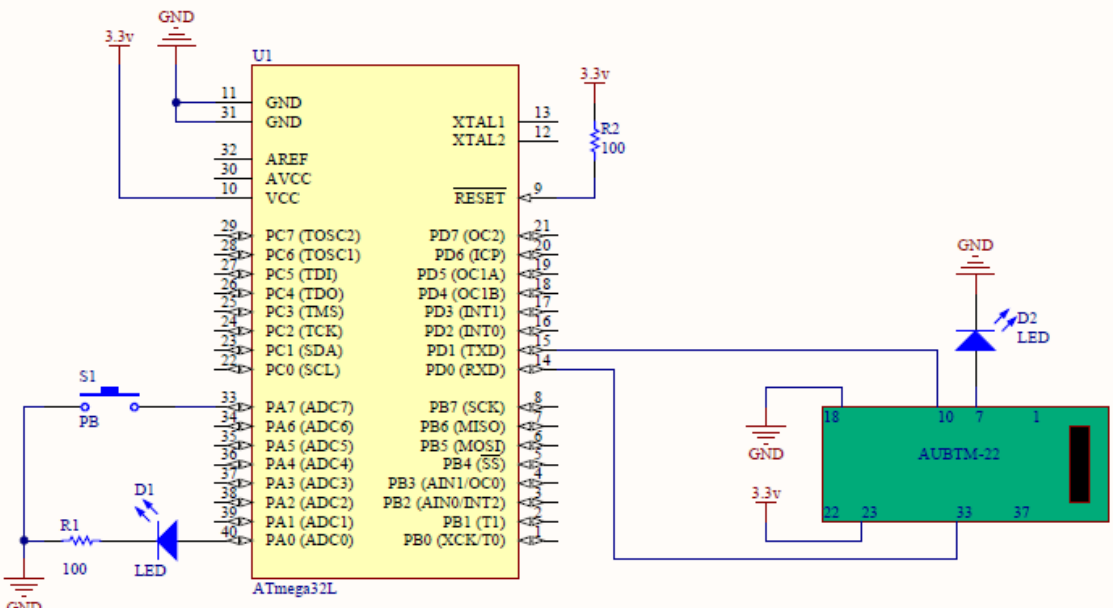 GND
3.3v
U1
11 GND
31 GND
32 AREF
30 AVCC
10 VCC
29 PC7 (TOSC2)
28 PC6 (TOSC1)
27 PC5 (TDI)
26 PC4 (TDO)
25 PC3 (TMS)
24 PC2 (TCK)
23 PC1 (SDA)
22 PC0 (SCL)
33 PA7 (ADC7)
34 PA6 (ADC6)
35 PA5 (ADC5)
36 PA4 (ADC4)
37 PA3 (ADC3)
38 PA2 (ADC2)
39 PA1 (ADC1)
40 PA0 (ADC0)
XTAL1 13
XTAL2 12
RESET 9
PD7 (OC2) 21
PD6 (ICP) 20
PD5 (OC1A) 19
PD4 (OC1B) 18
PD3 (INT1) 17
PD2 (INT0) 16
PD1 (TXD) 15
PD0 (RXD) 14
PB7 (SCK) 8
PB6 (MISO) 7
PB5 (MOSI) 6
PB4 (SS) 5
PB3 (AIN1/OC0) 4
PB2 (AIN0/INT2) 3
PB1 (T1) 2
PB0 (XCK/T0) 1
ATmega32L
3.3v
R2
100
S1
PB
D1
LED
R1
100
GND
GND
D2
LED
GND
3.3v
18 10 7 1
AUBTM-22
22 23 33 37